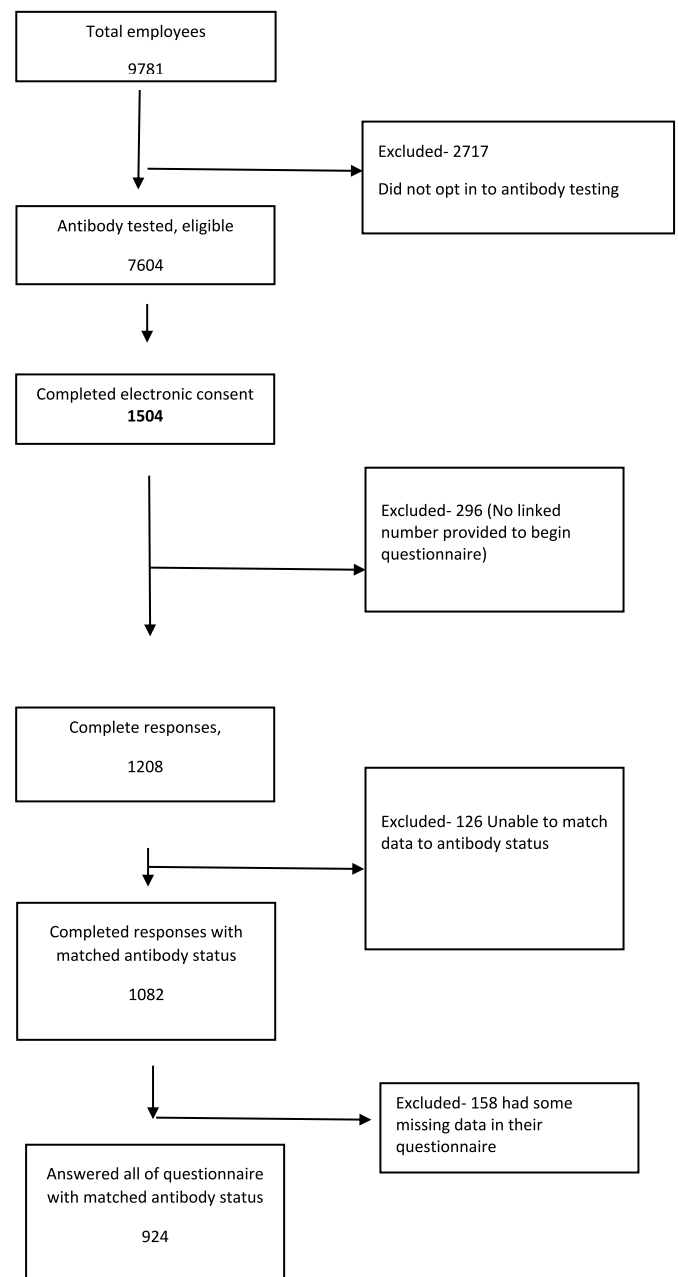 Total employees
9781
Excluded- 2717
Did not opt in to antibody testing
Antibody tested, eligible
7604
Completed electronic consent
1504
Excluded- 296 (No linked
number provided to begin
questionnaire)
Complete responses,
1208
Excluded- 126 Unable to match
data to antibody status
Completed responses with
matched antibody status
1082
Excluded- 158 had some
missing data in their
questionnaire
Answered all of questionnaire
with matched antibody status
924